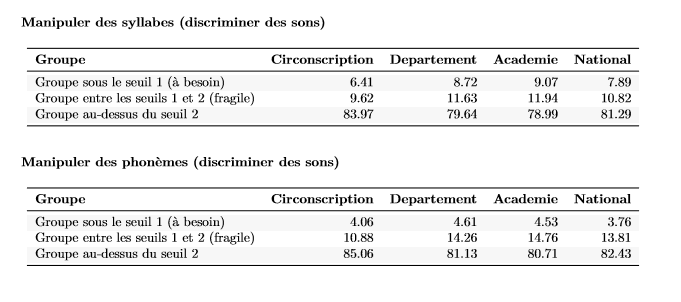 Manipuler des syllabes (discriminer des sons)
Groupe Circonscription Departement Academie National
Groupe sous le seuil 1 (à besoin) 6.41 8.72 9.07 7.89
Groupe entre les seuils 1 et 2 (fragile) 9.62 11.63 11.94 10.82
Groupe au-dessus du seuil 2 83.97 79.64 78.99 81.29
Manipuler des phonèmes (discriminer des sons)
Groupe Circonscription Departement Academie National
Groupe sous le seuil 1 (à besoin) 4.06 4.61 4.53 3.76
Groupe entre les seuils 1 et 2 (fragile) 10.88 14.26 14.76 13.81
Groupe au-dessus du seuil 2 85.06 81.13 80.71 82.43